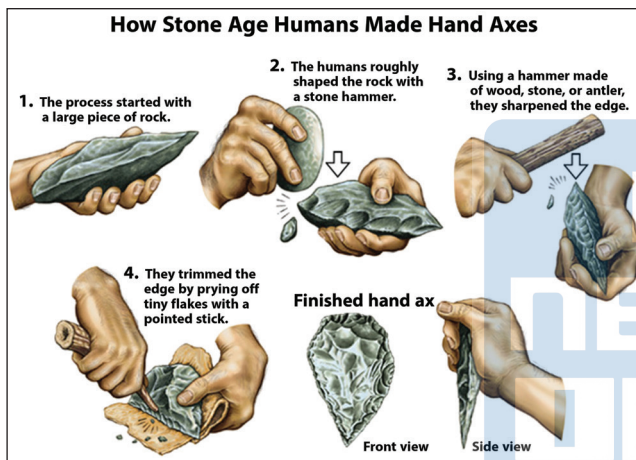 How Stone Age Humans Made Hand Axes
1. The process started with
a large piece of rock.
2. The humans roughly
shaped the rock with
a stone hammer.
3. Using a hammer made
of wood, stone, or antler,
they sharpened the edge.
4. They trimmed the
edge by prying off
tiny flakes with a
pointed stick.
Finished hand ax
Front view
Side view